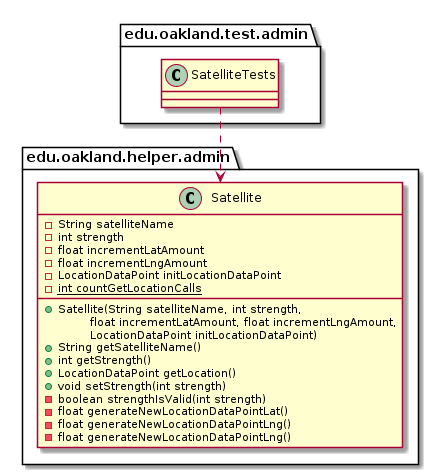 edu.oakland.test.admin
C SatelliteTests
edu.oakland.helper.admin
C Satellite
String satelliteName
int strength
float incrementLatAmount
float incrementLngAmount
LocationDataPoint initLocationDataPoint
int countGetLocationCalls
Satellite(String satelliteName, int strength,
float incrementLatAmount, float incrementLngAmount,
LocationDataPoint initLocationDataPoint)
String getSatelliteName()
int getStrength()
LocationDataPoint getLocation()
void setStrength(int strength)
boolean strengthIsValid(int strength)
float generateNewLocationDataPointLat()
float generateNewLocationDataPointLng()
float generateNewLocationDataPointLng()